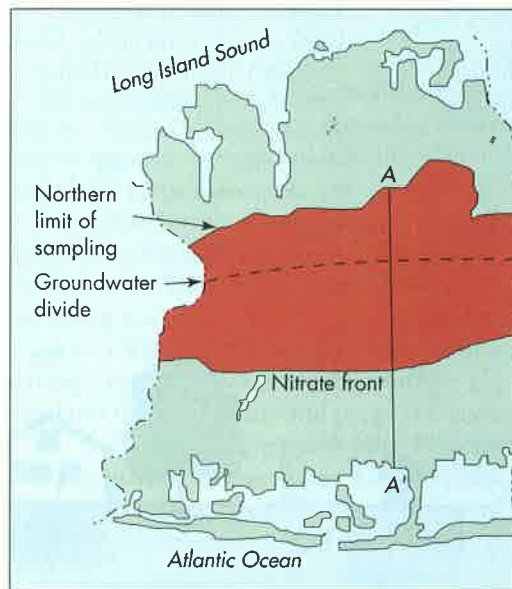 Long Island Sound
A
Northern
limit of
sampling
Groundwater
divide
Nitrate front
A'
Atlantic Ocean